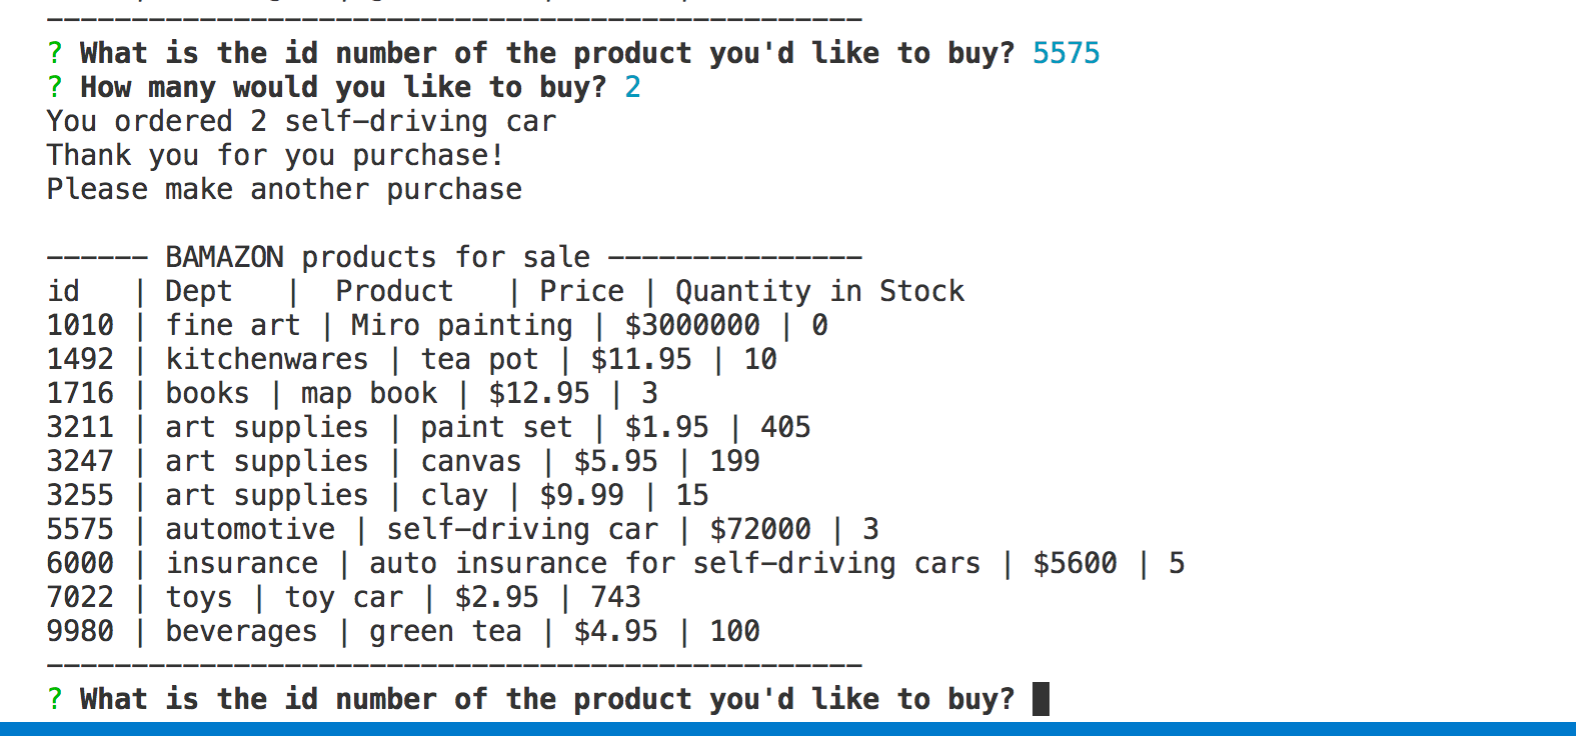 ------------------------------------------------
? What is the id number of the product you'd like to buy? 5575
? How many would you like to buy? 2
You ordered 2 self-driving car
Thank you for you purchase!
Please make another purchase
------ BAMAZON products for sale ---------------
id   | Dept   |  Product   | Price | Quantity in Stock
1010 | fine art | Miro painting | $3000000 | 0
1492 | kitchenwares | tea pot | $11.95 | 10
1716 | books | map book | $12.95 | 3
3211 | art supplies | paint set | $1.95 | 405
3247 | art supplies | canvas | $5.95 | 199
3255 | art supplies | clay | $9.99 | 15
5575 | automotive | self-driving car | $72000 | 3
6000 | insurance | auto insurance for self-driving cars | $5600 | 5
7022 | toys | toy car | $2.95 | 743
9980 | beverages | green tea | $4.95 | 100
------------------------------------------------
? What is the id number of the product you'd like to buy?